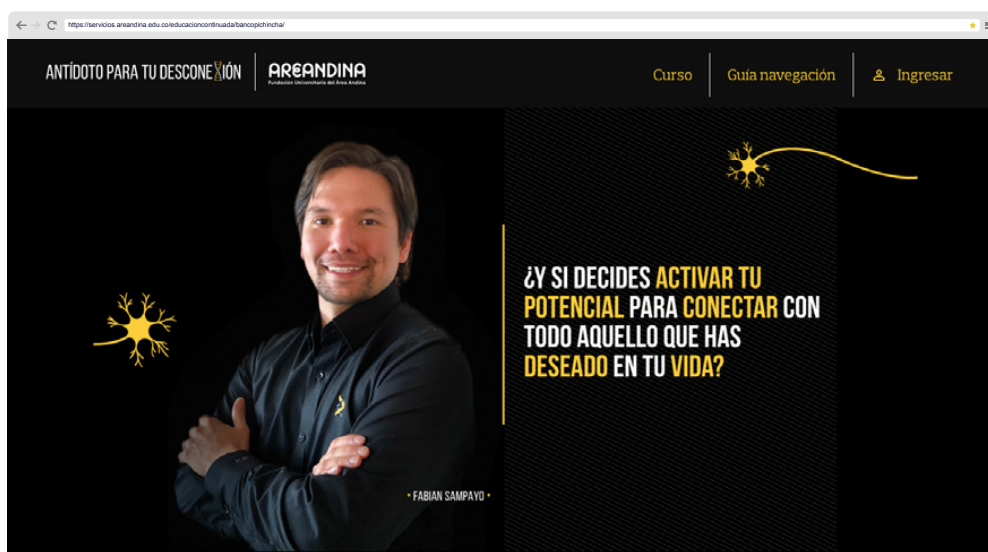 https://servicios.areandina.edu.co/educacioncontinuada/bancopichincha/
ANTÍDOTO PARA TU DESCONEXIÓN
AREANDINA
Fundación Universitaria del Área Andina
Curso
Guía navegación
Ingresar
¿Y SI DECIDES ACTIVAR TU
POTENCIAL PARA CONECTAR CON
TODO AQUELLO QUE HAS
DESEADO EN TU VIDA?
• FABIAN SAMPAYO •